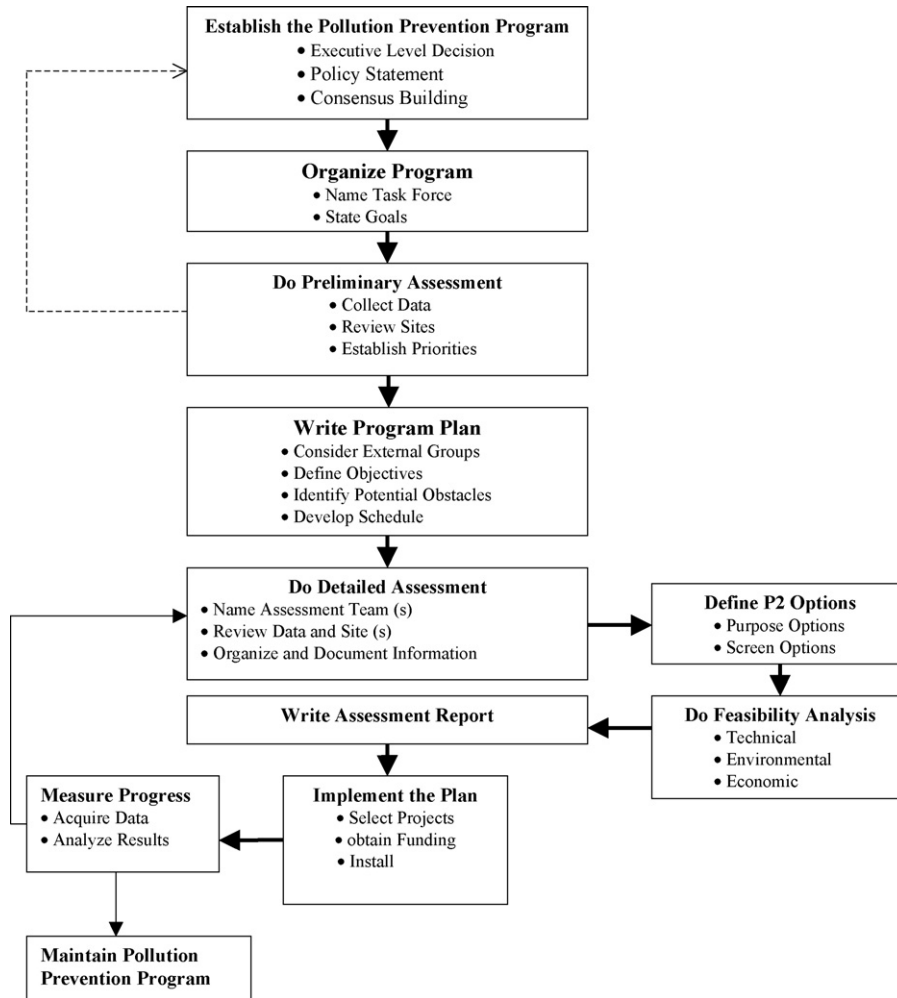 Establish the Pollution Prevention Program
• Executive Level Decision
• Policy Statement
• Consensus Building
Organize Program
• Name Task Force
• State Goals
Do Preliminary Assessment
• Collect Data
• Review Sites
• Establish Priorities
Write Program Plan
• Consider External Groups
• Define Objectives
• Identify Potential Obstacles
• Develop Schedule
Do Detailed Assessment
• Name Assessment Team (s)
• Review Data and Site (s)
• Organize and Document Information
Define P2 Options
• Purpose Options
• Screen Options
Do Feasibility Analysis
• Technical
• Environmental
• Economic
Write Assessment Report
Implement the Plan
• Select Projects
• obtain Funding
• Install
Measure Progress
• Acquire Data
• Analyze Results
Maintain Pollution
Prevention Program